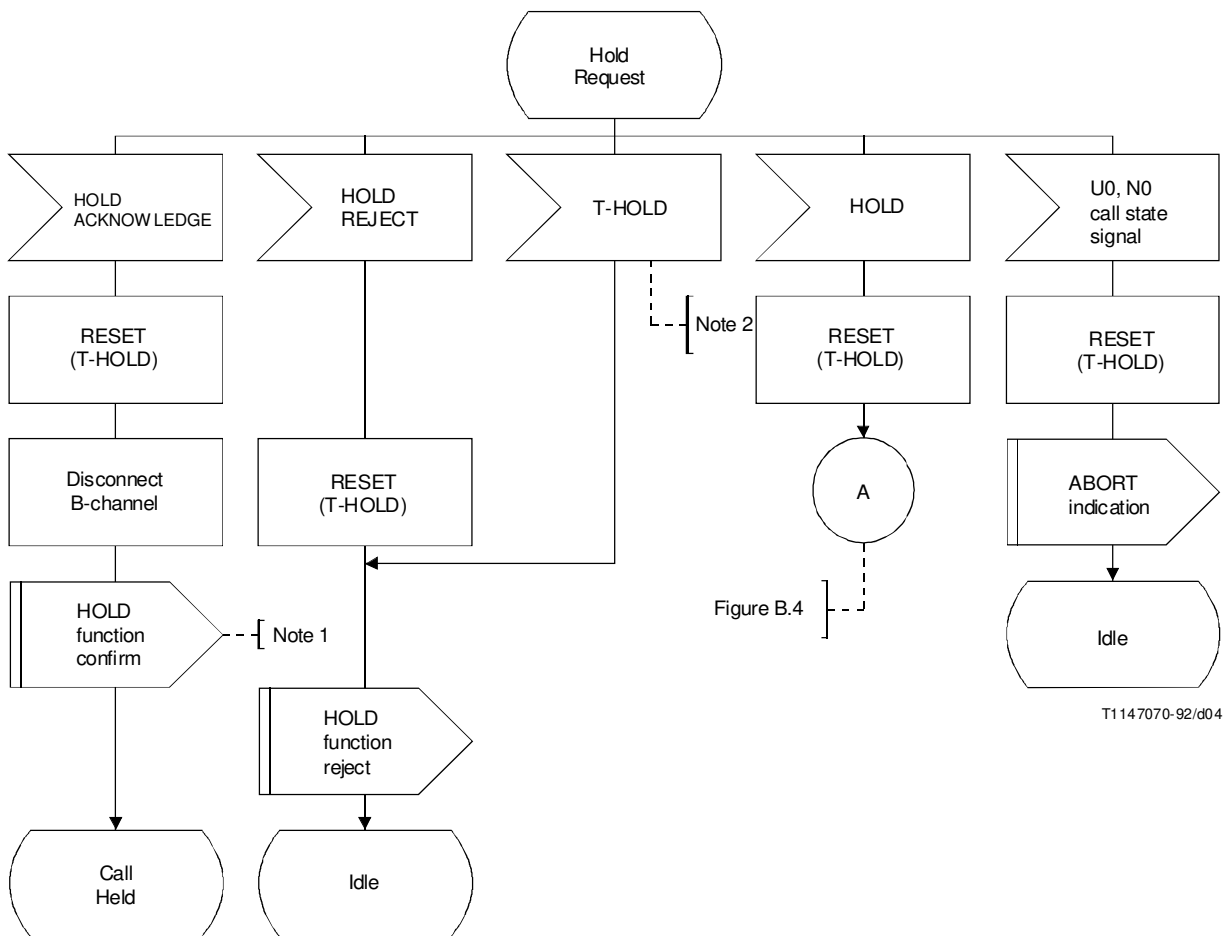 Hold
Request
HOLD
ACKNOWLEDGE
HOLD
REJECT
T-HOLD
HOLD
U0, N0
call state
signal
RESET
(T-HOLD)
Note 2
RESET
(T-HOLD)
RESET
(T-HOLD)
Disconnect
B-channel
RESET
(T-HOLD)
A
ABORT
indication
HOLD
function
confirm
Note 1
Figure B.4
Idle
HOLD
function
reject
T1147070-92/d04
Call
Held
Idle